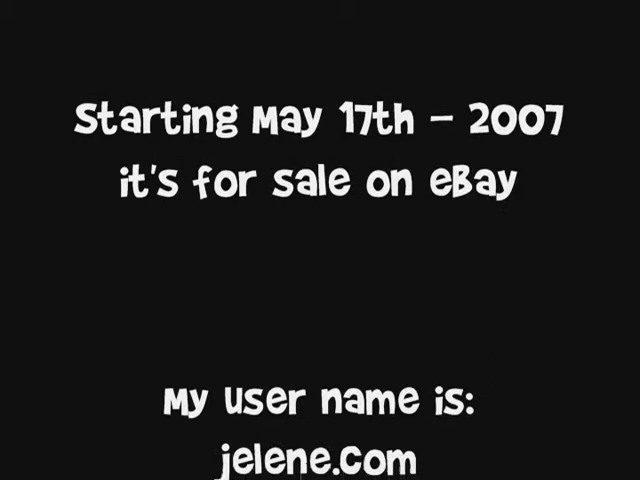 Starting May 17th - 2007
it's for sale on eBay
My user name is:
jelene.com